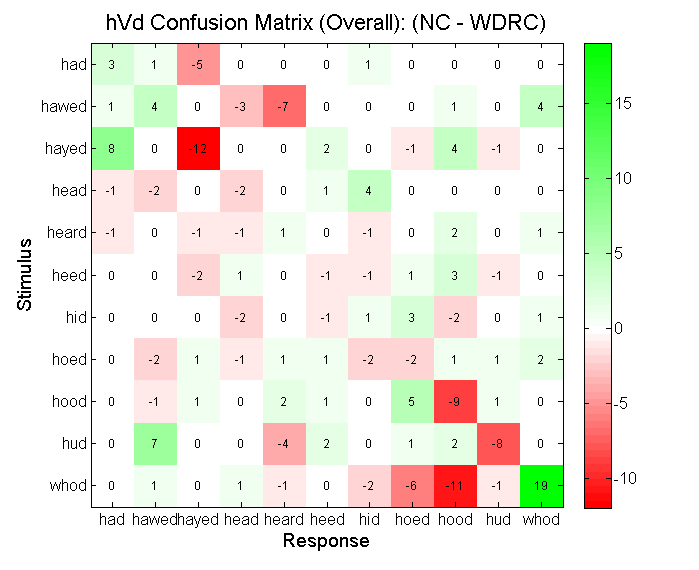 hVd Confusion Matrix (Overall): (NC - WDRC)
had 3 1 -5 0 0 0 1 0 0 0 0
hawed 1 4 0 -3 -7 0 0 0 1 0 4
hayed 8 0 -12 0 0 2 0 -1 4 -1 0
head -1 -2 0 -2 0 1 4 0 0 0 0
heard -1 0 -1 -1 1 0 -1 0 2 0 1
heed 0 0 -2 1 0 -1 -1 1 3 -1 0
hid 0 0 0 -2 0 -1 1 3 -2 0 1
hoed 0 -2 1 -1 1 1 -2 -2 1 1 2
hood 0 -1 1 0 2 1 0 5 -9 1 0
hud 0 7 0 0 -4 2 0 1 2 -8 0
whod 0 1 0 1 -1 0 -2 -6 -11 -1 19
had hawed hayed head heard heed hid hoed hood hud whod
Response
Stimulus
15
10
5
0
-5
-10